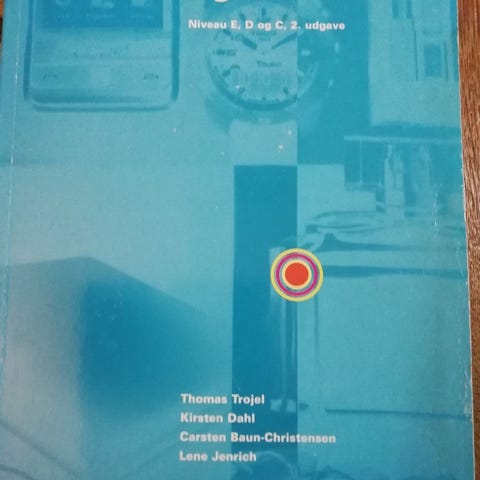 Niveau E, D og C, 2. udgave
Thomas Trojel
Kirsten Dahl
Carsten Baun-Christensen
Lene Jenrich